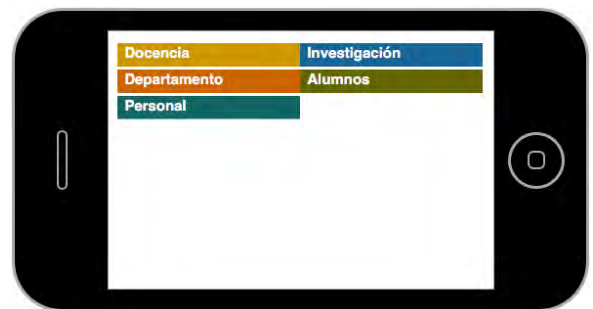 Docencia Investigación
Departamento Alumnos
Personal